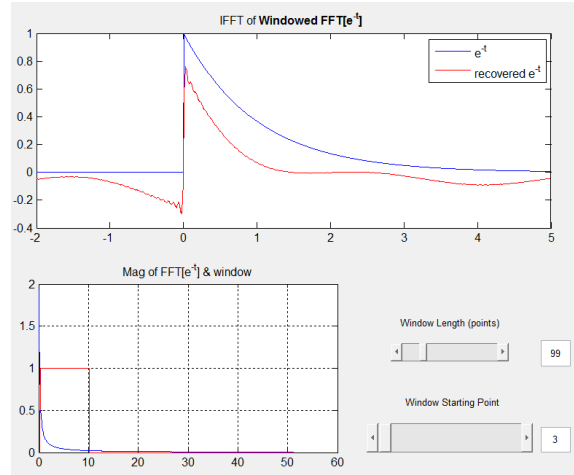 IFFT of Windowed FFT[e^-t]
1
0.8
0.6
0.4
0.2
0
-0.2
-0.4
-2 -1 0 1 2 3 4 5
e^-t
recovered e^-t
Mag of FFT[e^-t] & window
2
1.5
1
0.5
0
0 10 20 30 40 50 60
Window Length (points)
99
Window Starting Point
3